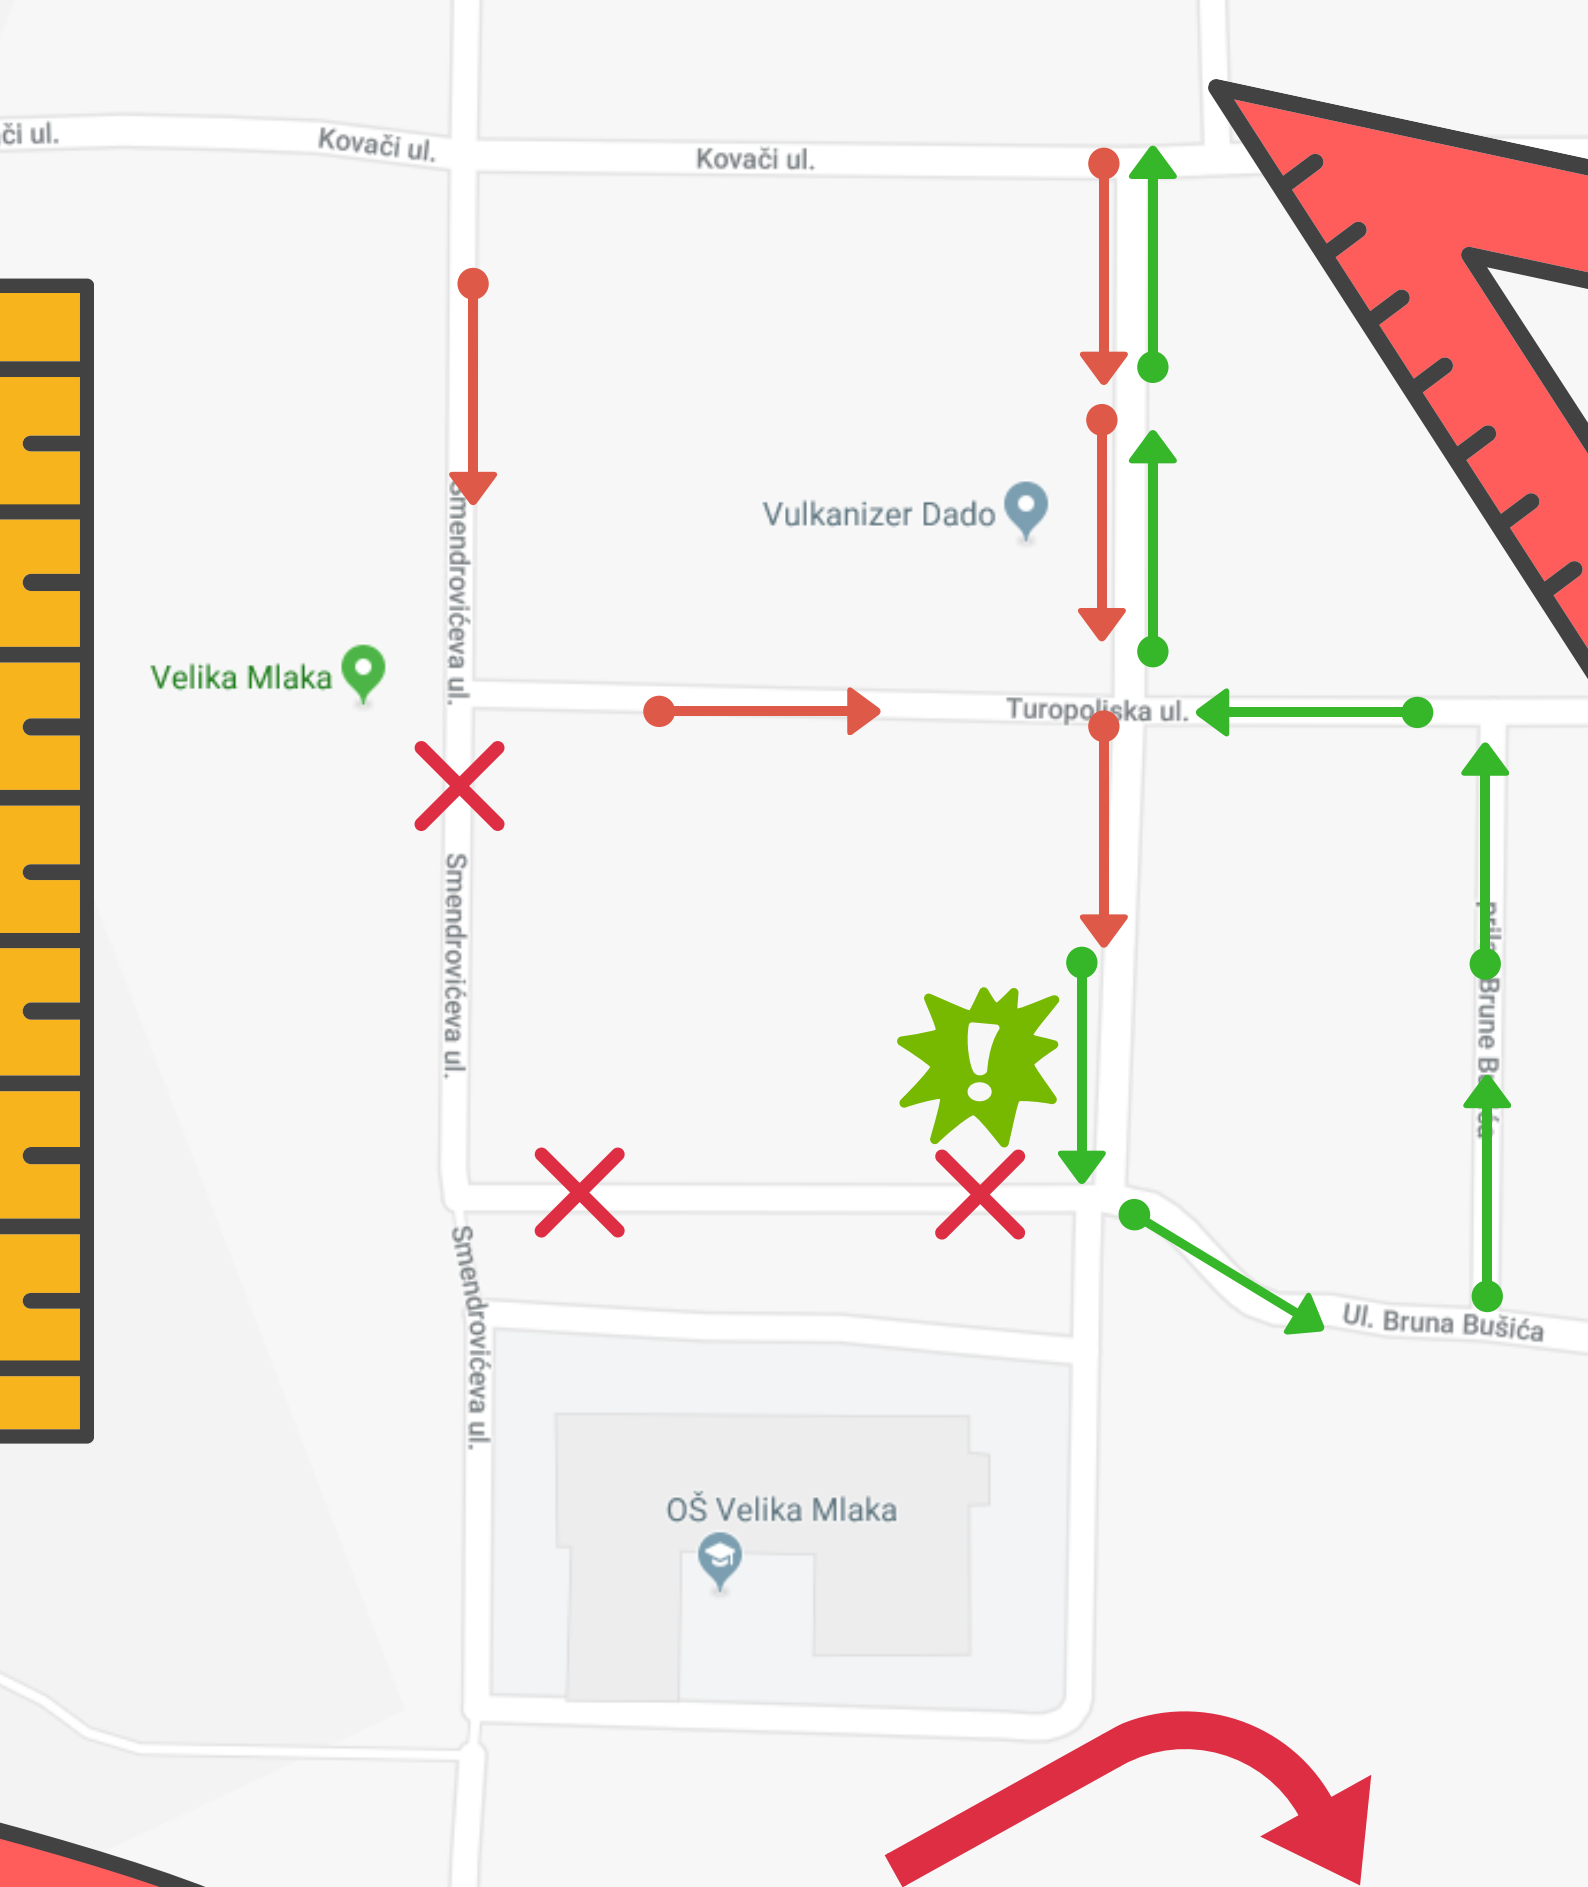 či ul.
Kovači ul.
Kovači ul.
Smendrovićeva ul.
Vulkanizer Dado
Velika Mlaka
Turopoljska ul.
Smendrovićeva ul.
!
Brune
Smendrovićeva ul.
Ul. Bruna Bušića
OŠ Velika Mlaka